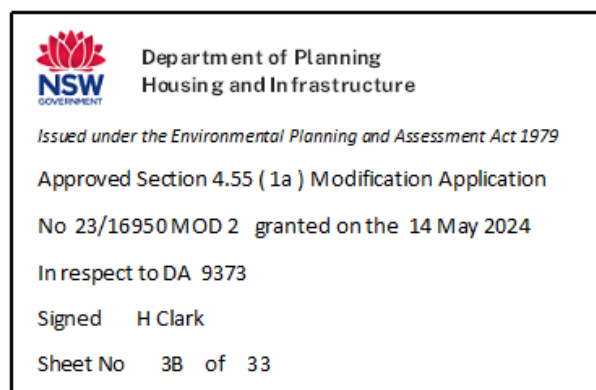 NSW
GOVERNMENT
Department of Planning
Housing and Infrastructure
Issued under the Environmental Planning and Assessment Act 1979
Approved Section 4.55 ( 1a ) Modification Application
No 23/16950 MOD 2 granted on the 14 May 2024
In respect to DA 9373
Signed H Clark
Sheet No 3B of 33